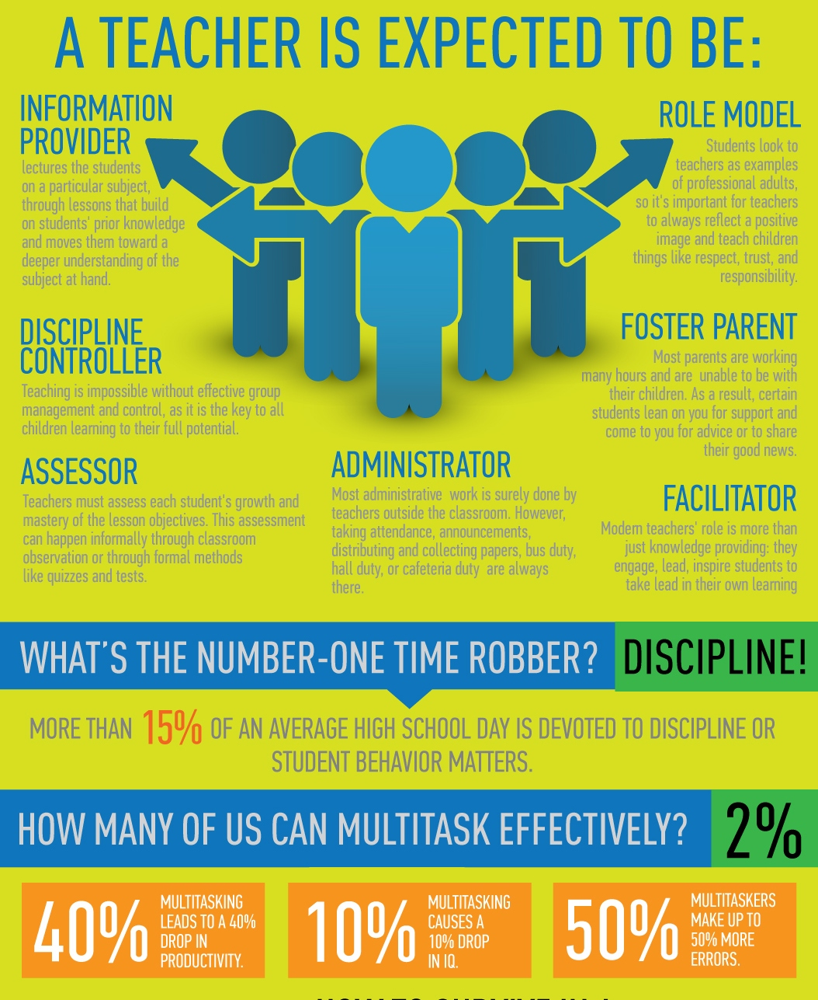 A TEACHER IS EXPECTED TO BE:
INFORMATION
PROVIDER
lectures the students
on a particular subject,
through lessons that build
on students' prior knowledge
and moves them toward a
deeper understanding of the
subject at hand.
DISCIPLINE
CONTROLLER
Teaching is impossible without effective group
management and control, as it is the key to all
children learning to their full potential.
ASSESSOR
Teachers must assess each student's growth and
mastery of the lesson objectives. This assessment
can happen informally through classroom
observation or through formal methods
like quizzes and tests.
ADMINISTRATOR
Most administrative work is surely done by
teachers outside the classroom. However,
taking attendance, announcements,
distributing and collecting papers, bus duty,
hall duty, or cafeteria duty are always
there.
ROLE MODEL
Students look to
teachers as examples
of professional adults,
so it's important for teachers
to always reflect a positive
image and teach children
things like respect, trust, and
responsibility.
FOSTER PARENT
Most parents are working
many hours and are unable to be with
their children. As a result, certain
students lean on you for support and
come to you for advice or to share
their good news.
FACILITATOR
Modern teachers' role is more than
just knowledge providing: they
engage, lead, inspire students to
take lead in their own learning
WHAT'S THE NUMBER-ONE TIME ROBBER? DISCIPLINE!
MORE THAN 15% OF AN AVERAGE HIGH SCHOOL DAY IS DEVOTED TO DISCIPLINE OR
STUDENT BEHAVIOR MATTERS.
HOW MANY OF US CAN MULTITASK EFFECTIVELY? 2%
40%
MULTITASKING
LEADS TO A 40%
DROP IN
PRODUCTIVITY.
10%
MULTITASKING
CAUSES A
10% DROP
IN IQ.
50%
MULTITASKERS
MAKE UP TO
50% MORE
ERRORS.